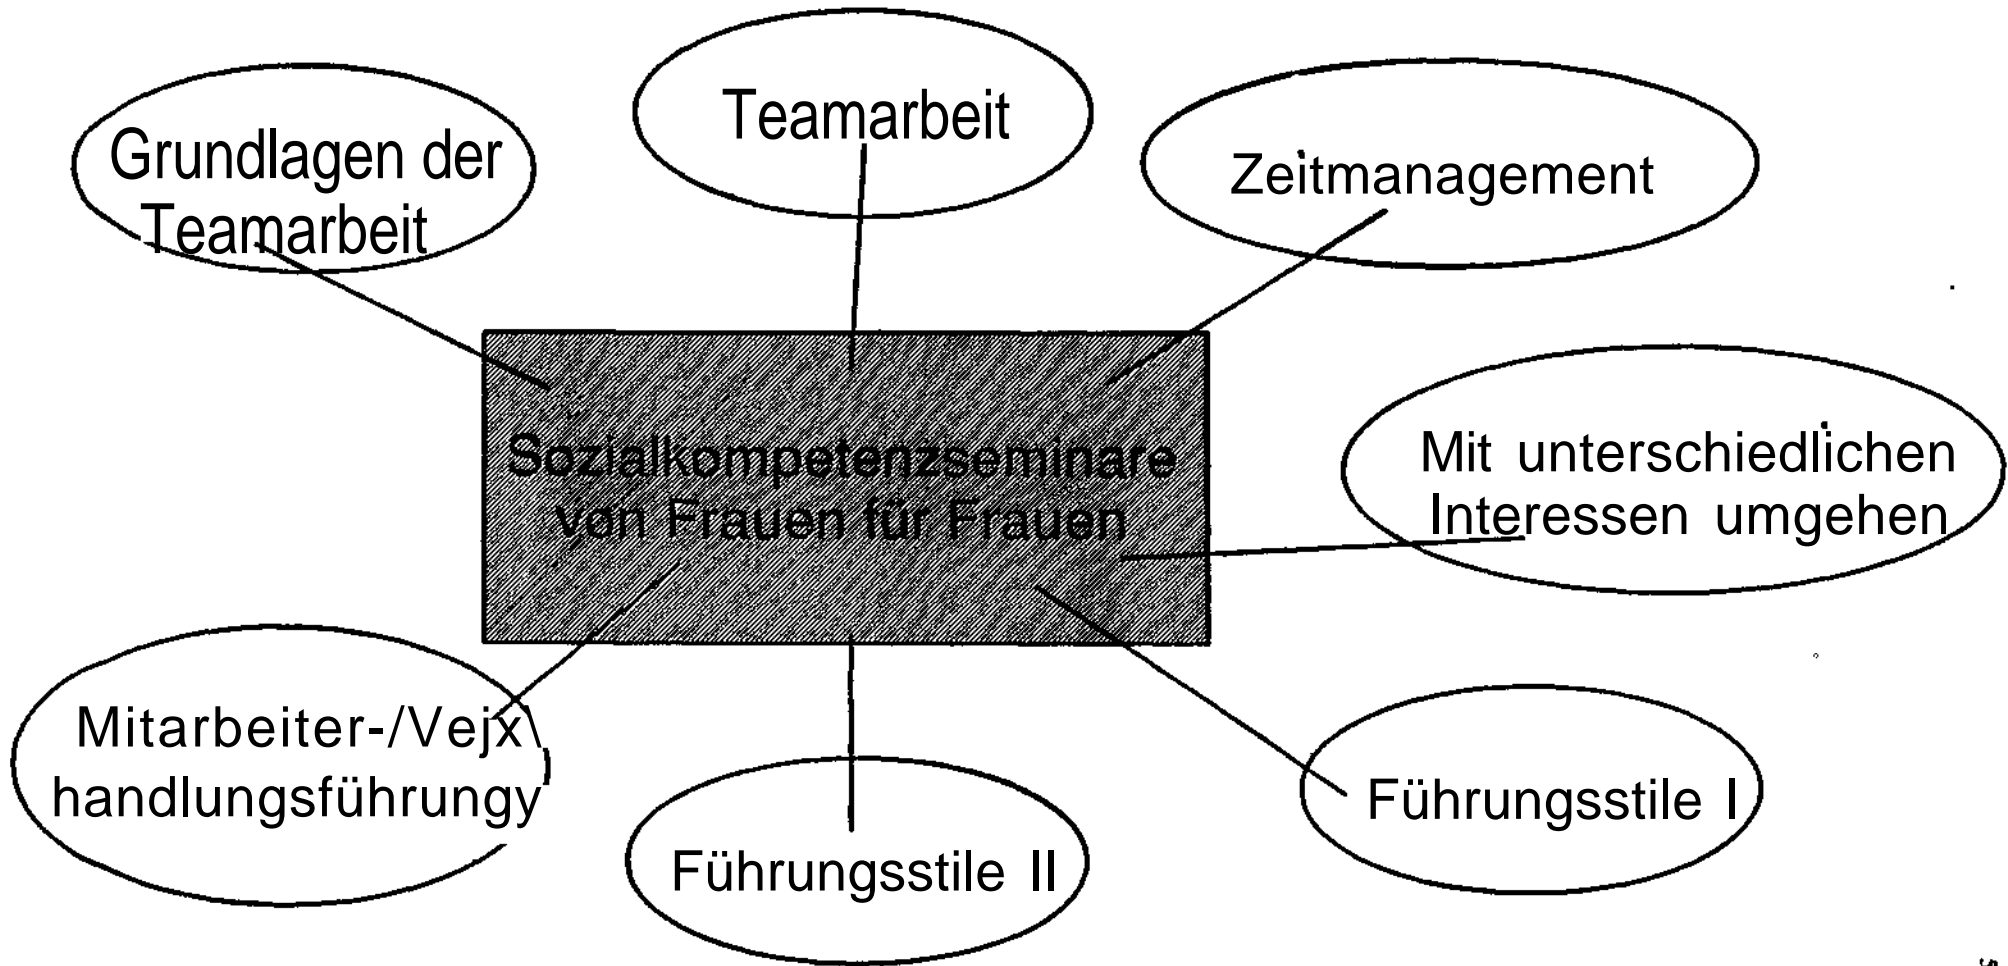 Teamarbeit
Grundlagen der
Teamarbeit
Zeitmanagement
Sozialkompetenzseminare
von Frauen für Frauen
Mit unterschiedlichen
Interessen umgehen
Mitarbeiter-/Vejx\
handlungsführungy
Führungsstile I
Führungsstile II